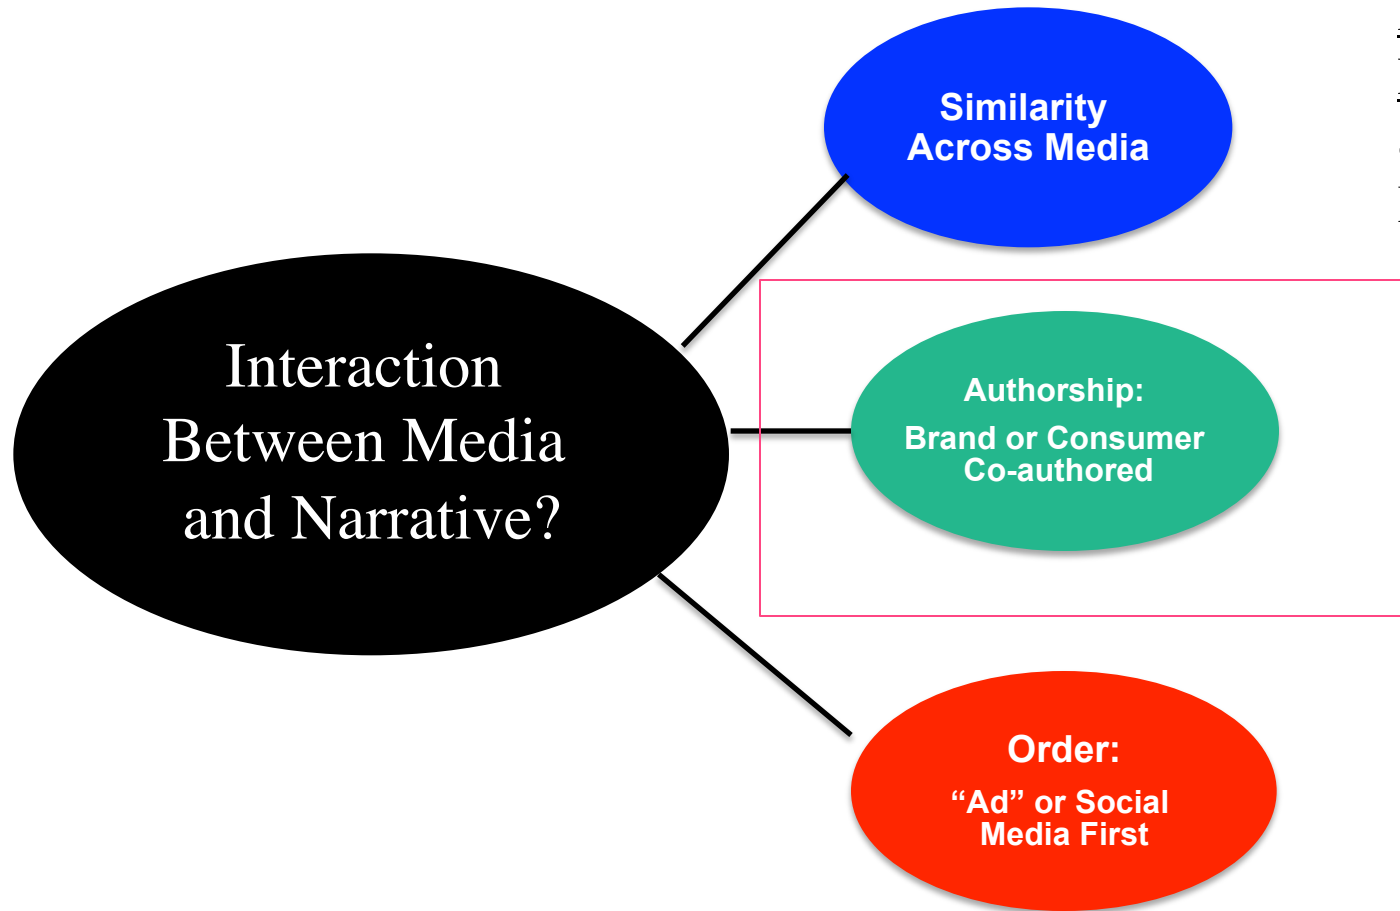 Similarity
Across Media
Interaction
Between Media
and Narrative?
Authorship:
Brand or Consumer
Co-authored
Order:
“Ad” or Social
Media First